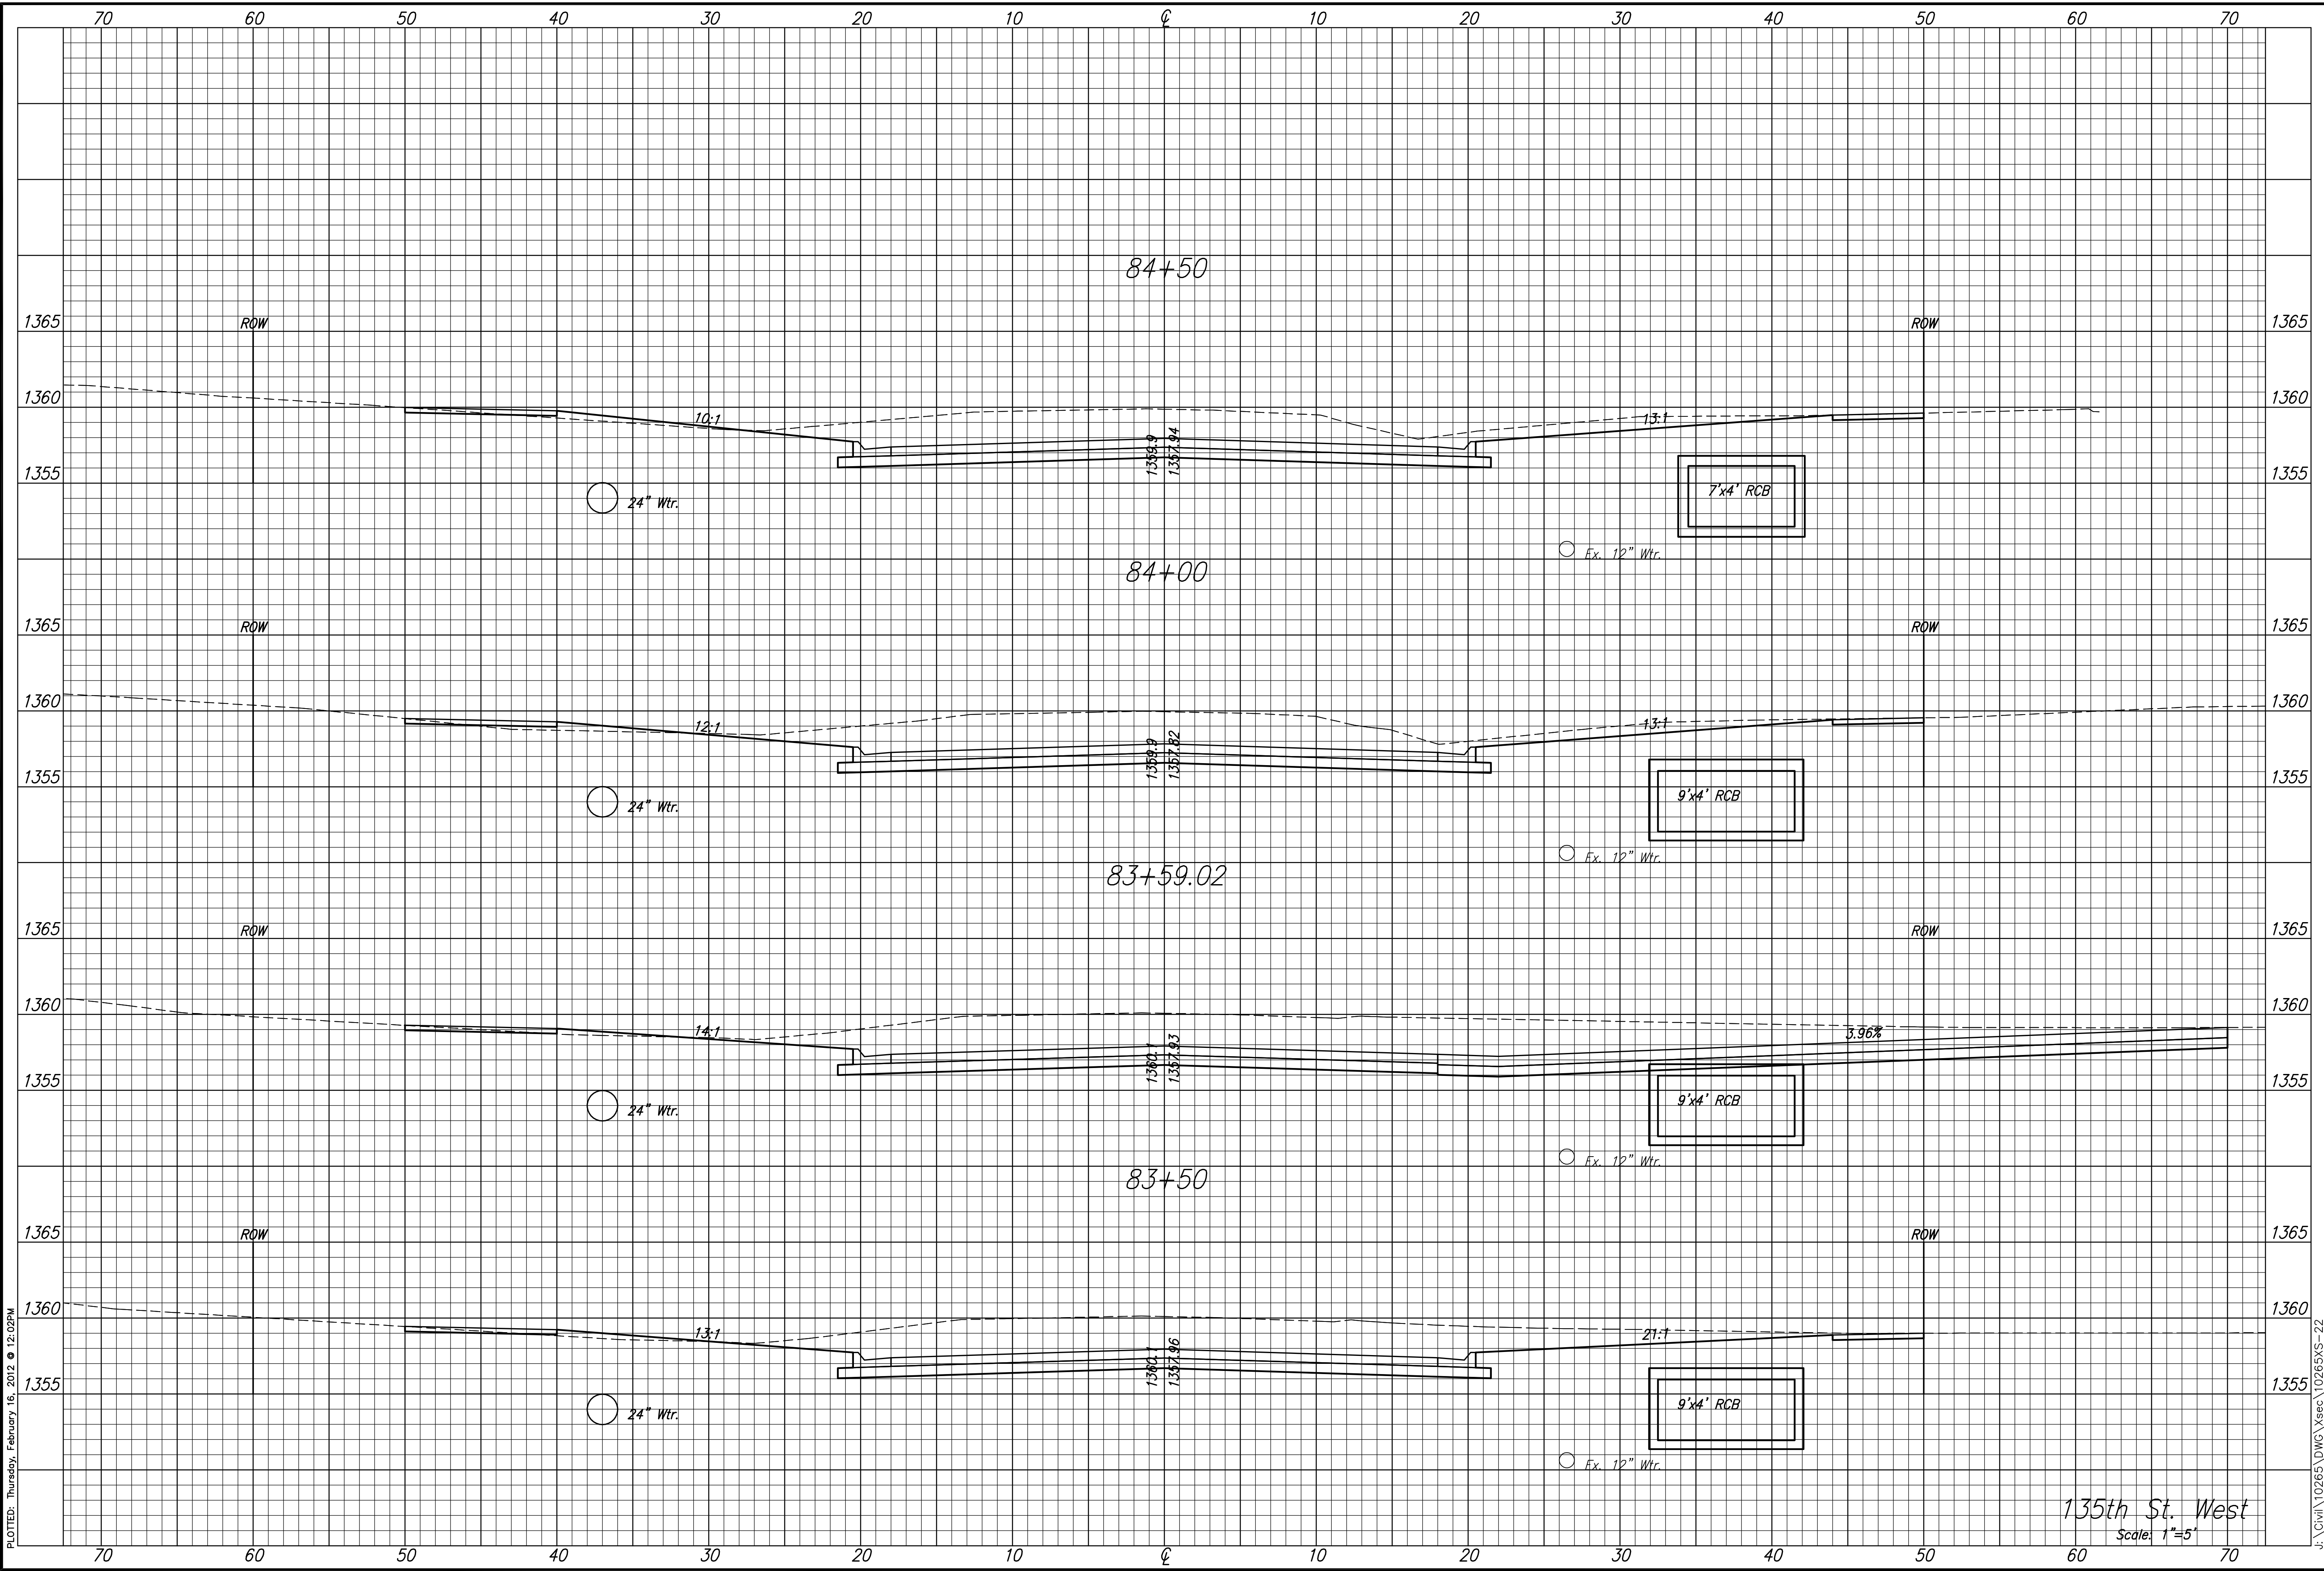 70 60 50 40 30 20 10 ℄ 10 20 30 40 50 60 70
84+50
1365 ROW ROW 1365
1360 10:1 13:1 1360
1359.9 1357.94
1355 24" Wtr. 7'x4' RCB 1355
Ex. 12" Wtr.
84+00
1365 ROW ROW 1365
1360 12:1 13:1 1360
1359.9 1357.82
1355 24" Wtr. 9'x4' RCB 1355
Ex. 12" Wtr.
83+59.02
1365 ROW ROW 1365
1360 14:1 3.96% 1360
1360.1 1357.93
1355 24" Wtr. 9'x4' RCB 1355
Ex. 12" Wtr.
83+50
1365 ROW ROW 1365
1360 13:1 21:1 1360
1360.1 1357.96
1355 24" Wtr. 9'x4' RCB 1355
Ex. 12" Wtr.
135th St. West
Scale: 1"=5'
70 60 50 40 30 20 10 ℄ 10 20 30 40 50 60 70
PLOTTED: Thursday, February 16, 2012 @ 12:02PM
J:\Civil\10265\DWG\Xsec\10265XS-22